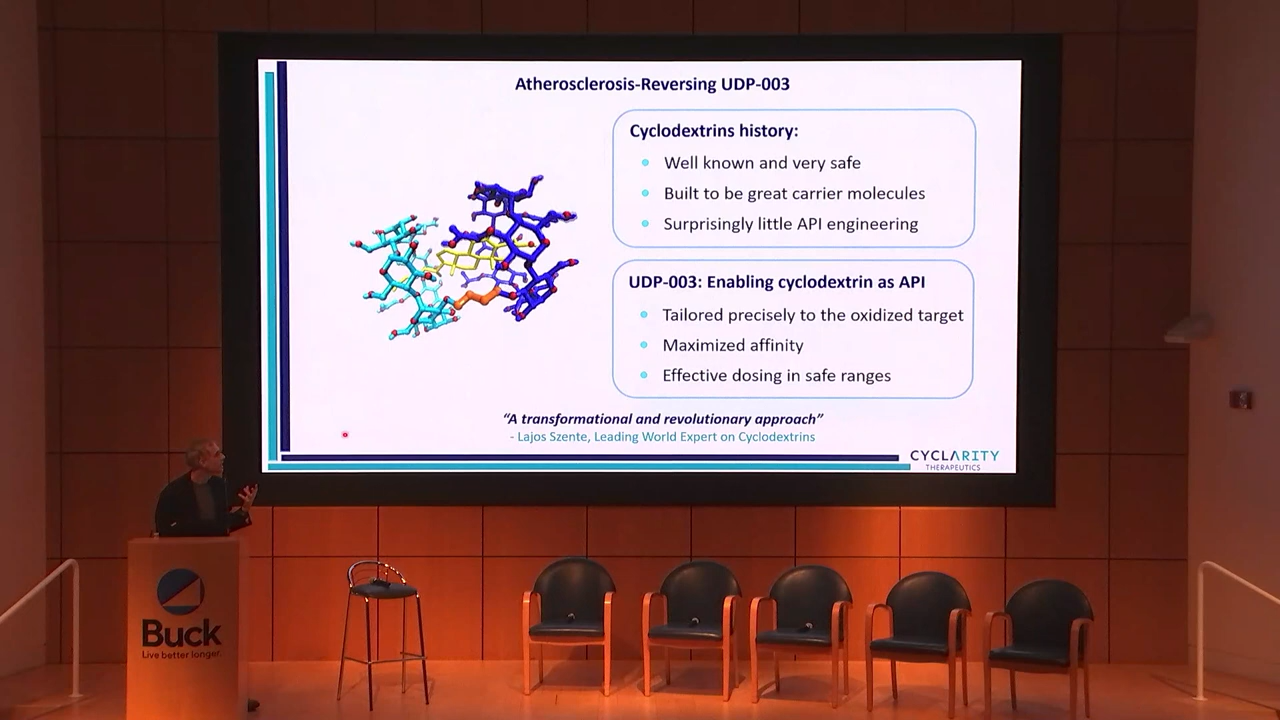 Atherosclerosis-Reversing UDP-003
Cyclodextrins history:
Well known and very safe
Built to be great carrier molecules
Surprisingly little API engineering
UDP-003: Enabling cyclodextrin as API
Tailored precisely to the oxidized target
Maximized affinity
Effective dosing in safe ranges
“A transformational and revolutionary approach”
- Lajos Szente, Leading World Expert on Cyclodextrins
CYCLARITY
THERAPEUTICS
Buck
Live better longer.